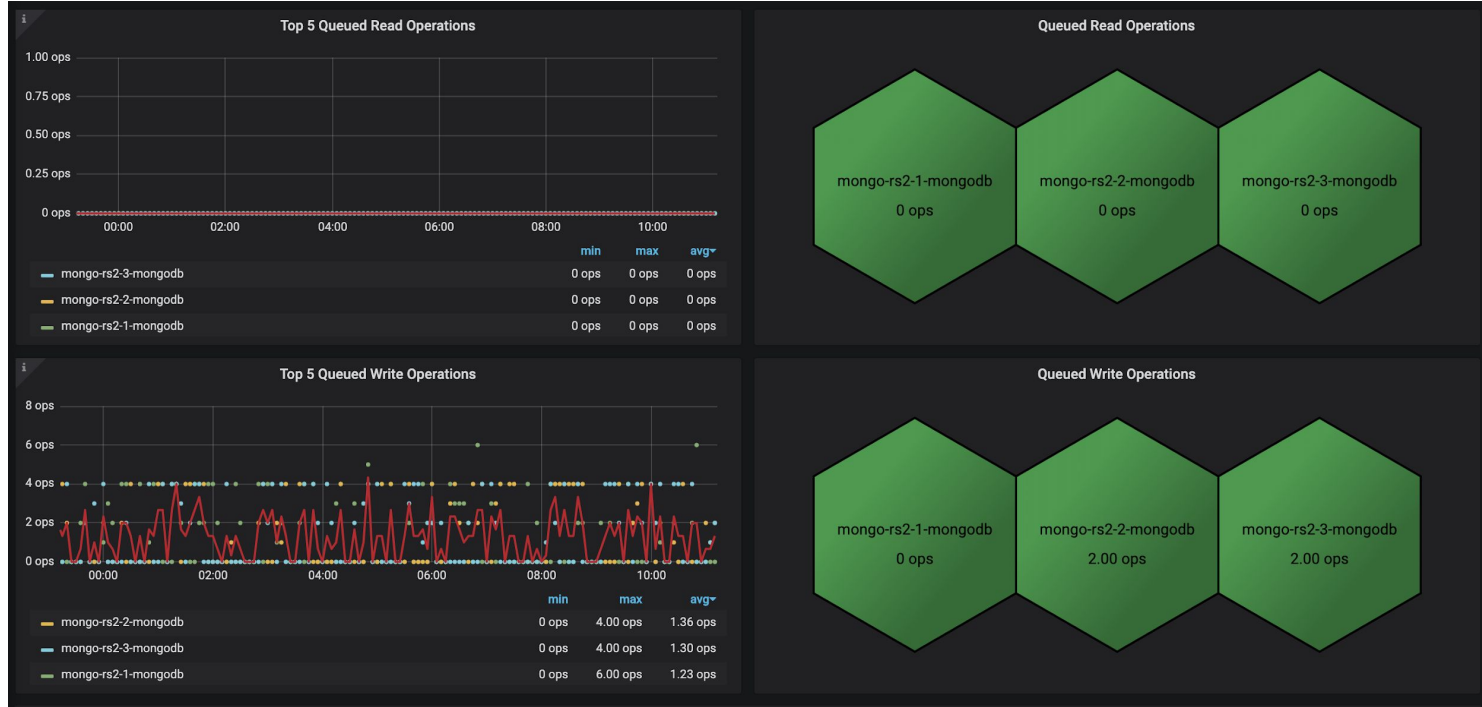 Top 5 Queued Read Operations
1.00 ops
0.75 ops
0.50 ops
0.25 ops
0 ops
00:00 02:00 04:00 06:00 08:00 10:00
min max avg
mongo-rs2-3-mongodb 0 ops 0 ops 0 ops
mongo-rs2-2-mongodb 0 ops 0 ops 0 ops
mongo-rs2-1-mongodb 0 ops 0 ops 0 ops
Queued Read Operations
mongo-rs2-1-mongodb mongo-rs2-2-mongodb mongo-rs2-3-mongodb
0 ops 0 ops 0 ops
Top 5 Queued Write Operations
8 ops
6 ops
4 ops
2 ops
0 ops
00:00 02:00 04:00 06:00 08:00 10:00
min max avg
mongo-rs2-2-mongodb 0 ops 4.00 ops 1.36 ops
mongo-rs2-3-mongodb 0 ops 4.00 ops 1.30 ops
mongo-rs2-1-mongodb 0 ops 6.00 ops 1.23 ops
Queued Write Operations
mongo-rs2-1-mongodb mongo-rs2-2-mongodb mongo-rs2-3-mongodb
0 ops 2.00 ops 2.00 ops